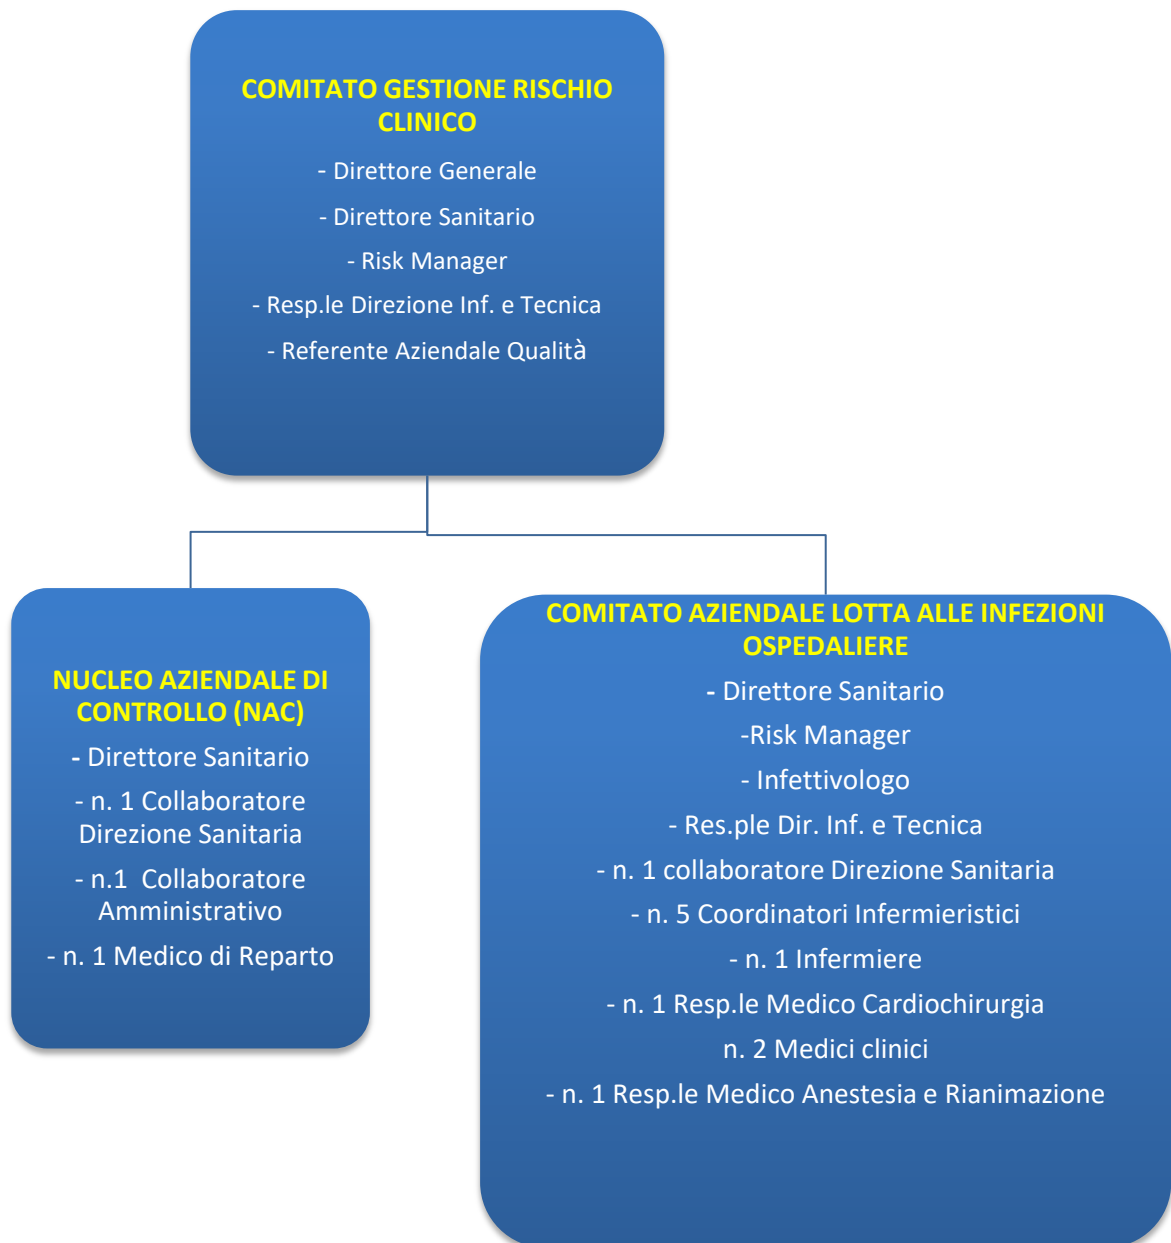 COMITATO GESTIONE RISCHIO
CLINICO
- Direttore Generale
- Direttore Sanitario
- Risk Manager
- Resp.le Direzione Inf. e Tecnica
- Referente Aziendale Qualità
NUCLEO AZIENDALE DI
CONTROLLO (NAC)
- Direttore Sanitario
- n. 1 Collaboratore
Direzione Sanitaria
- n.1 Collaboratore
Amministrativo
- n. 1 Medico di Reparto
COMITATO AZIENDALE LOTTA ALLE INFEZIONI
OSPEDALIERE
- Direttore Sanitario
-Risk Manager
- Infettivologo
- Res.ple Dir. Inf. e Tecnica
- n. 1 collaboratore Direzione Sanitaria
- n. 5 Coordinatori Infermieristici
- n. 1 Infermiere
- n. 1 Resp.le Medico Cardiochirurgia
n. 2 Medici clinici
- n. 1 Resp.le Medico Anestesia e Rianimazione